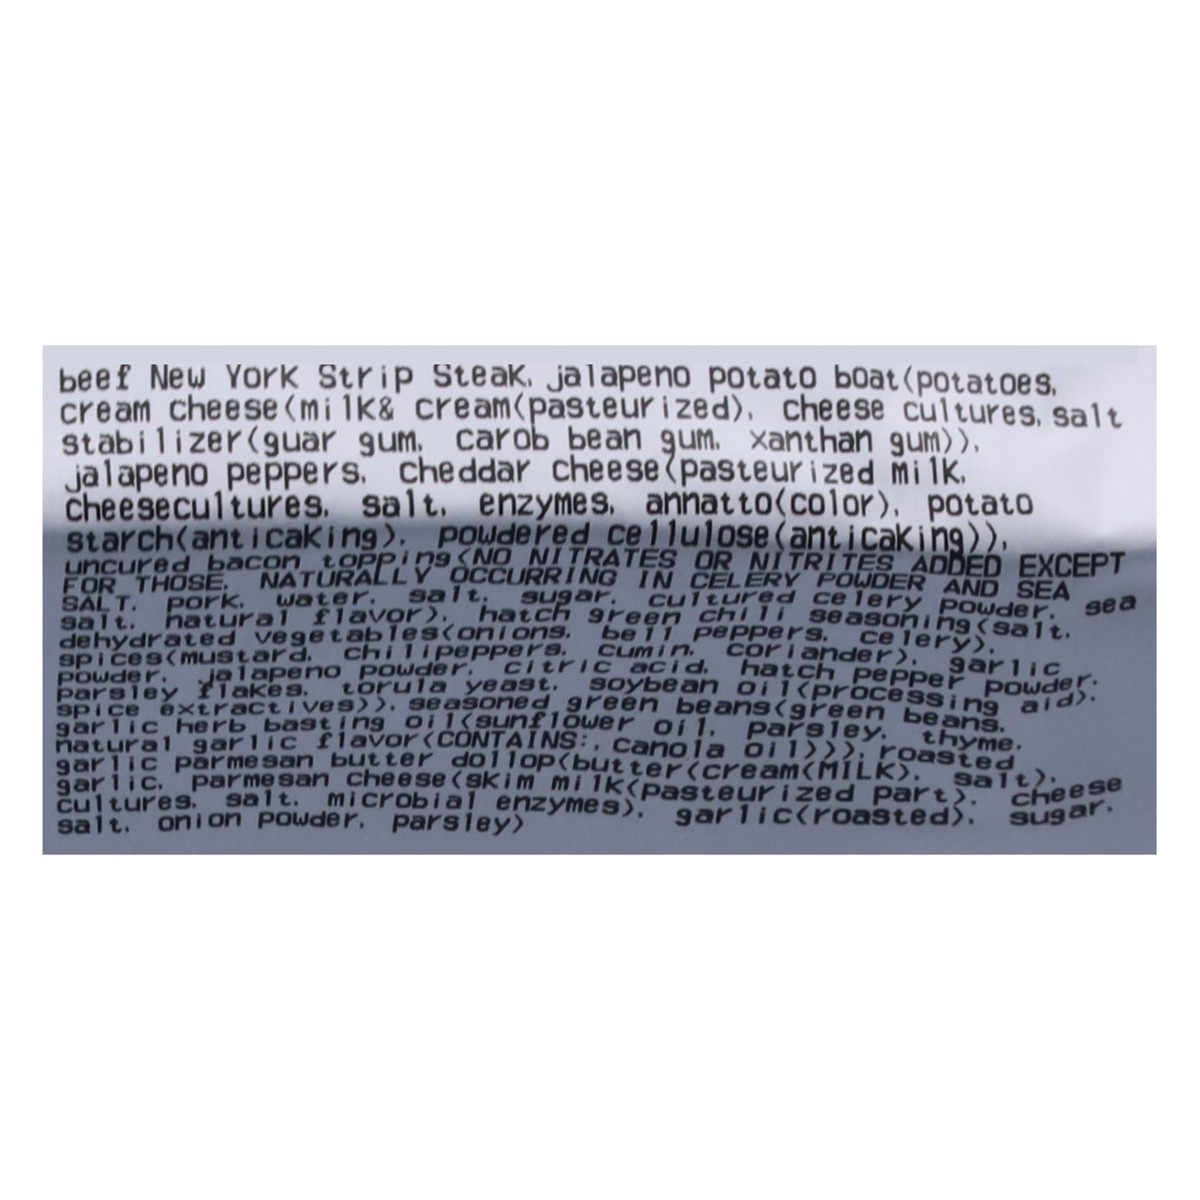 beef New York Strip Steak, jalapeno potato boat(potatoes,
cream cheese(milk& cream(pasteurized), cheese cultures,salt
stabilizer(guar gum, carob bean gum, xanthan gum)),
jalapeno peppers, cheddar cheese(pasteurized milk,
cheesecultures, salt, enzymes, annatto(color), potato
starch(anticaking), powdered cellulose(anticaking)),
uncured bacon topping(NO NITRATES OR NITRITES ADDED EXCEPT
FOR THOSE, NATURALLY OCCURRING IN CELERY POWDER AND SEA
SALT, pork, water, salt, sugar, cultured celery powder, sea
salt, natural flavor), hatch green chili seasoning(salt,
dehydrated vegetables(onions, bell peppers, celery),
spices(mustard, chilipeppers, cumin, coriander), garlic
powder, jalapeno powder, citric acid, hatch pepper powder,
parsley flakes, torula yeast, soybean oil(processing aid),
spice extractives)), seasoned green beans(green beans,
garlic herb basting oil(sunflower oil, parsley, thyme,
natural garlic flavor(CONTAINS:, canola oil))), roasted
garlic parmesan butter dollop(butter(cream(MILK), salt),
garlic, parmesan cheese(skim milk(pasteurized part), cheese
cultures, salt, microbial enzymes), garlic(roasted), sugar,
salt, onion powder, parsley)